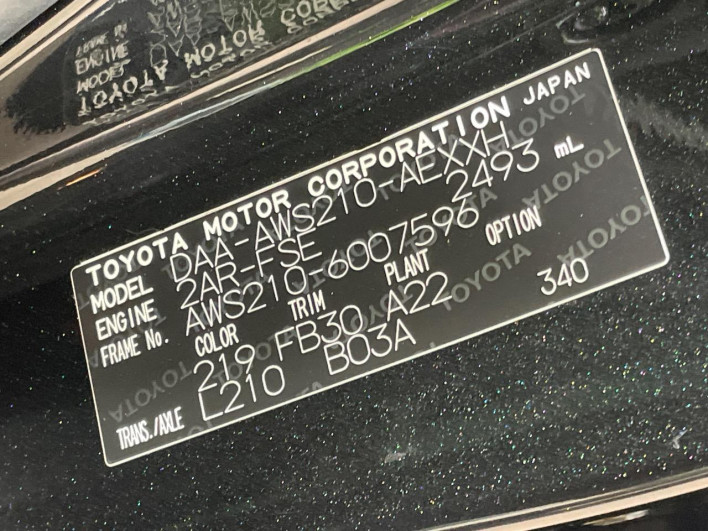 TOYOTA MOTOR CORPORATION JAPAN
MODEL DAA-AWS210-AEXXH
ENGINE 2AR-FSE 2493 mL
FRAME No. AWS210-6007596
COLOR TRIM PLANT OPTION
219 FB30 A22
TRANS./AXLE L210 B03A 340